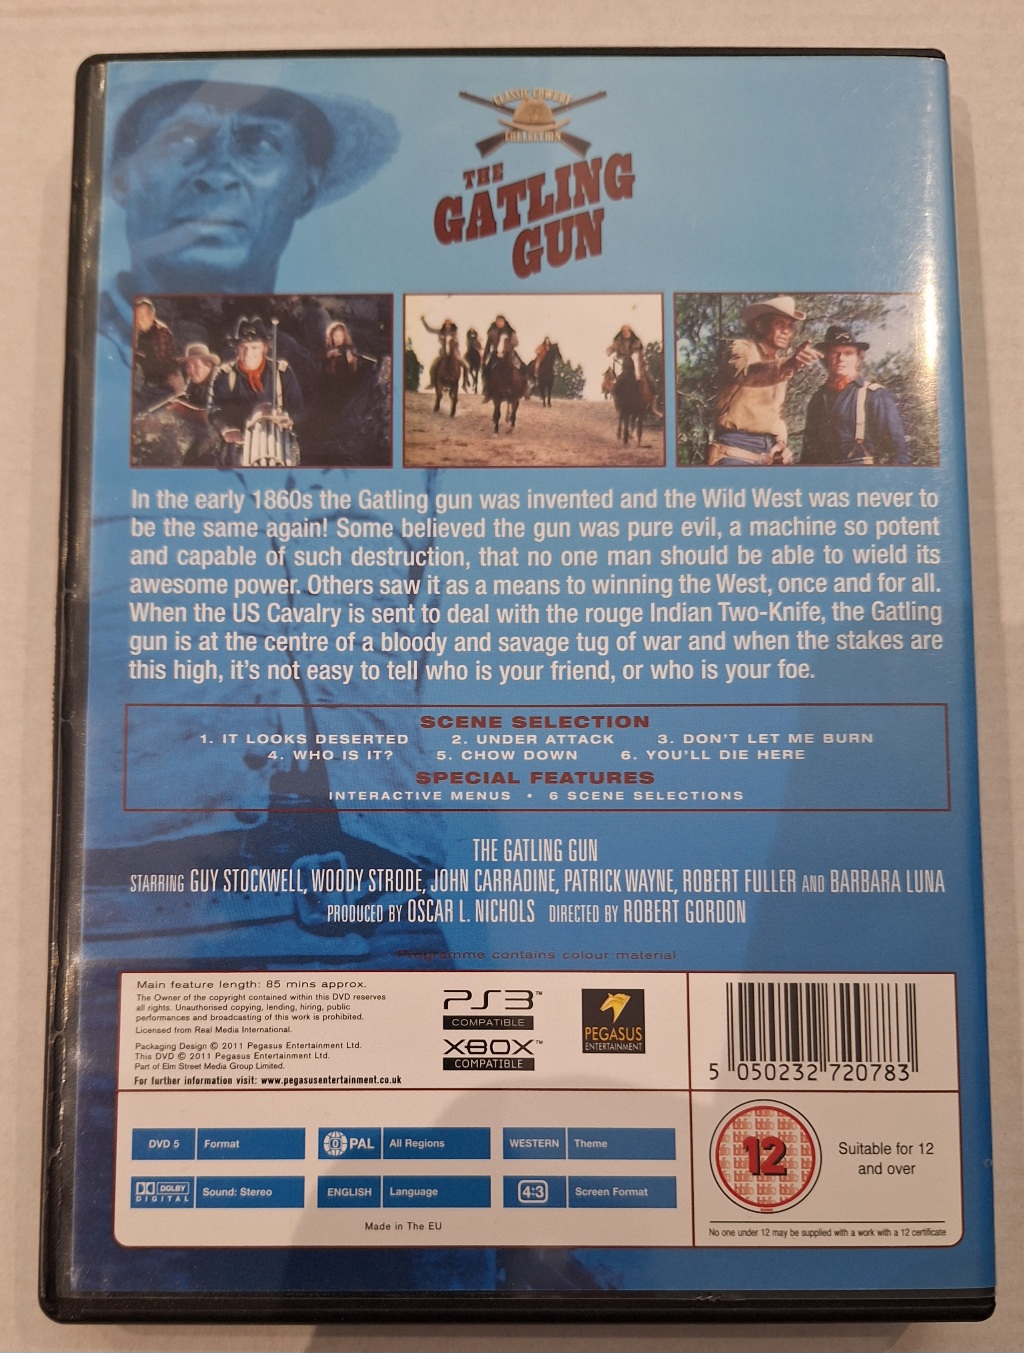 CLASSIC COWBOY
COLLECTION
THE
GATLING
GUN
In the early 1860s the Gatling gun was invented and the Wild West was never to
be the same again! Some believed the gun was pure evil, a machine so potent
and capable of such destruction, that no one man should be able to wield its
awesome power. Others saw it as a means to winning the West, once and for all.
When the US Cavalry is sent to deal with the rouge Indian Two-Knife, the Gatling
gun is at the centre of a bloody and savage tug of war and when the stakes are
this high, it's not easy to tell who is your friend, or who is your foe.
SCENE SELECTION
1. IT LOOKS DESERTED 2. UNDER ATTACK 3. DON'T LET ME BURN
4. WHO IS IT? 5. CHOW DOWN 6. YOU'LL DIE HERE
SPECIAL FEATURES
INTERACTIVE MENUS • 6 SCENE SELECTIONS
THE GATLING GUN
STARRING GUY STOCKWELL, WOODY STRODE, JOHN CARRADINE, PATRICK WAYNE, ROBERT FULLER AND BARBARA LUNA
PRODUCED BY OSCAR L. NICHOLS DIRECTED BY ROBERT GORDON
Programme contains colour material
Main feature length: 85 mins approx.
The Owner of the copyright contained within this DVD reserves
all rights. Unauthorised copying, lending, hiring, public
performances and broadcasting of this work is prohibited.
Licensed from Real Media International.
Packaging Design © 2011 Pegasus Entertainment Ltd.
This DVD © 2011 Pegasus Entertainment Ltd.
Part of Elm Street Media Group Limited.
For further information visit: www.pegasusentertainment.co.uk
PS3™
COMPATIBLE
XBOX™
COMPATIBLE
PEGASUS
ENTERTAINMENT
5 050232 720783
DVD 5 Format
0 PAL All Regions
WESTERN Theme
DOLBY DIGITAL Sound: Stereo
ENGLISH Language
4:3 Screen Format
Made in The EU
12
Suitable for 12
and over
No one under 12 may be supplied with a work with a 12 certificate